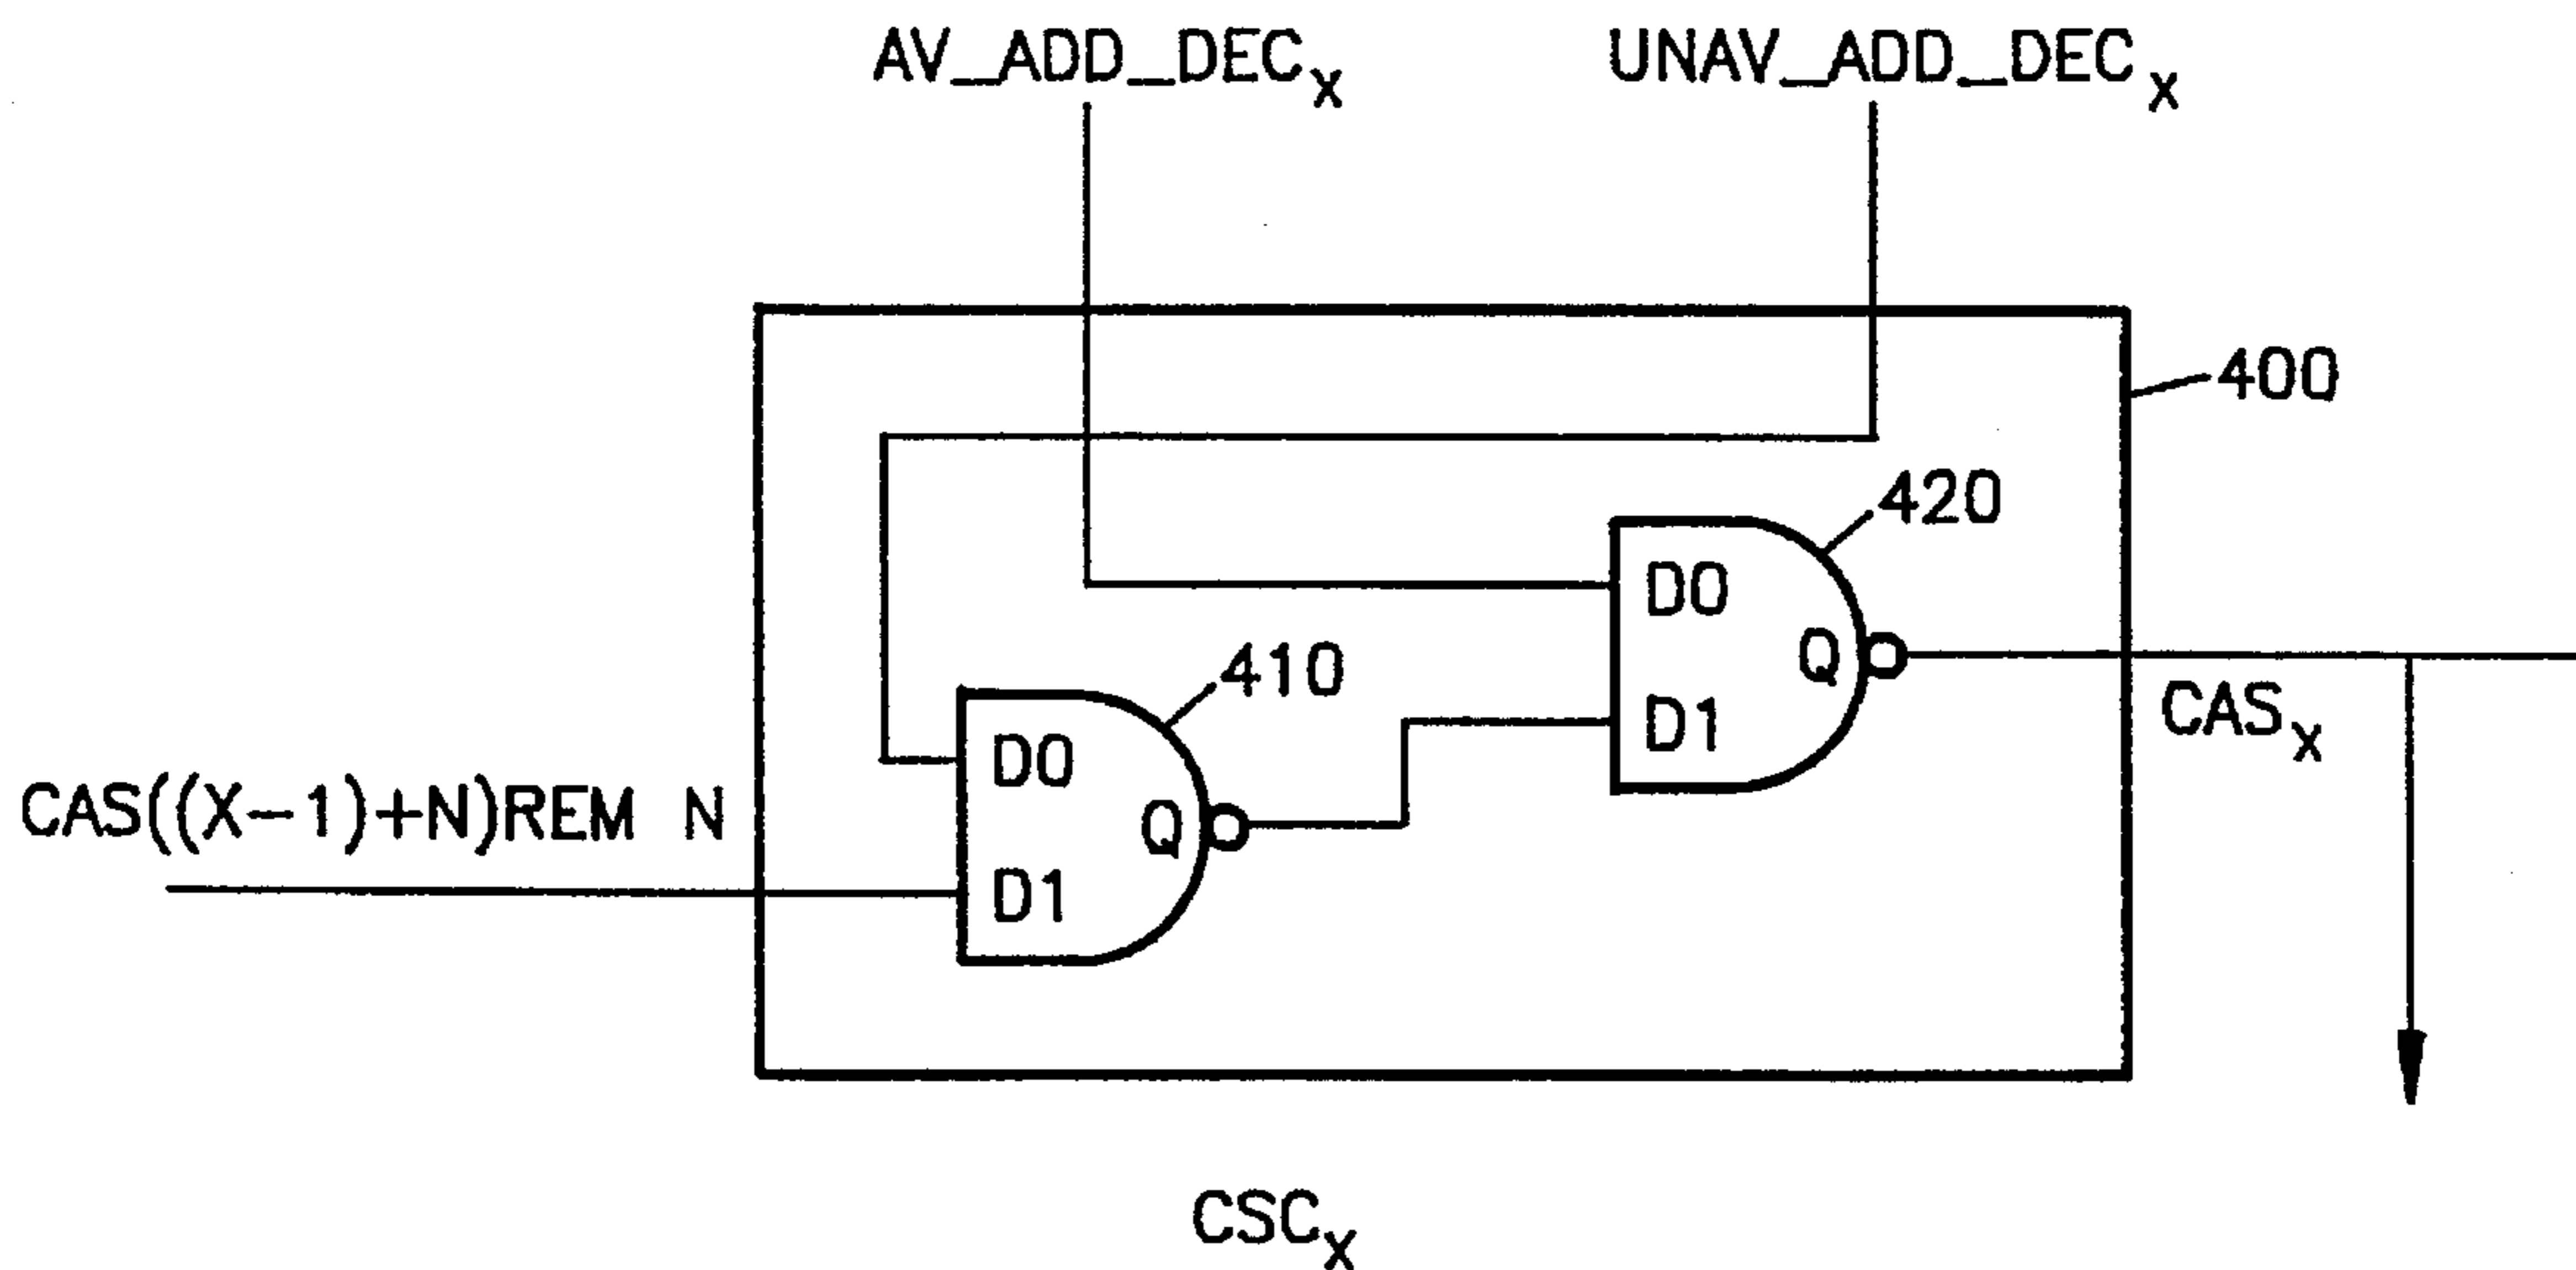 AV_ADD_DECX
UNAV_ADD_DECX
400
420
D0
Q
D1
410
D0
Q
D1
CAS((X-1)+N)REM N
CASX
CSCX